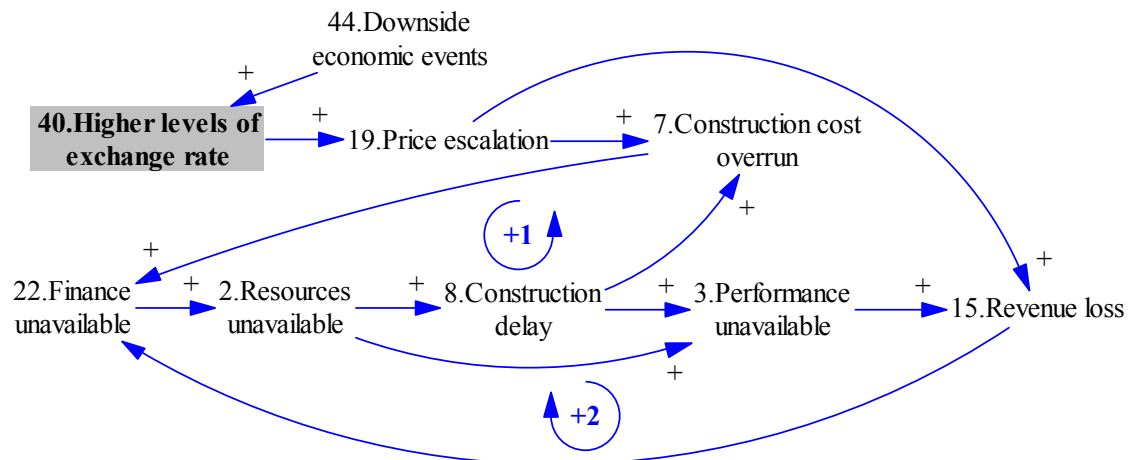 44.Downside
economic events
+
40.Higher levels of
exchange rate
+
19.Price escalation
+
7.Construction cost
overrun
+
+1
+
+
22.Finance
unavailable
+
2.Resources
unavailable
+
8.Construction
delay
+
3.Performance
unavailable
+
15.Revenue loss
+
+2